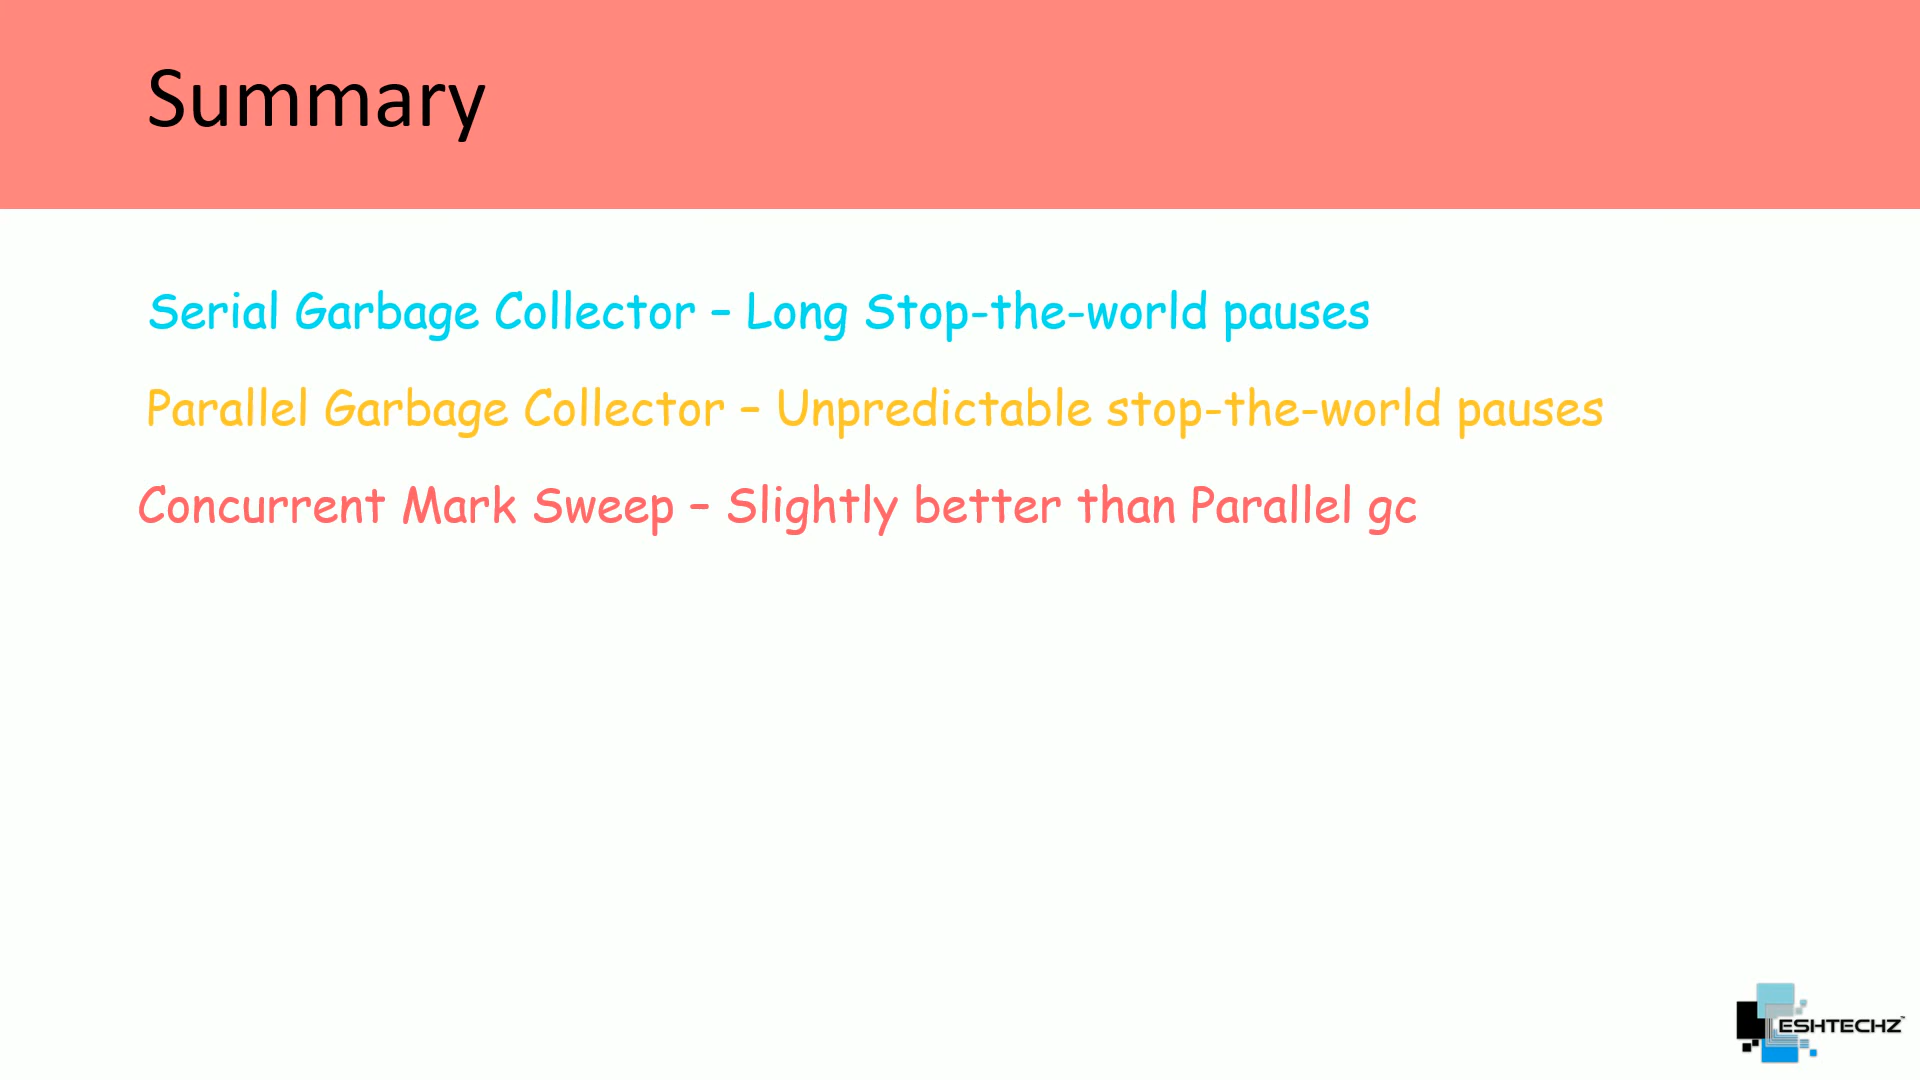 Summary
Serial Garbage Collector – Long Stop-the-world pauses
Parallel Garbage Collector – Unpredictable stop-the-world pauses
Concurrent Mark Sweep – Slightly better than Parallel gc
ESHTECHZ™